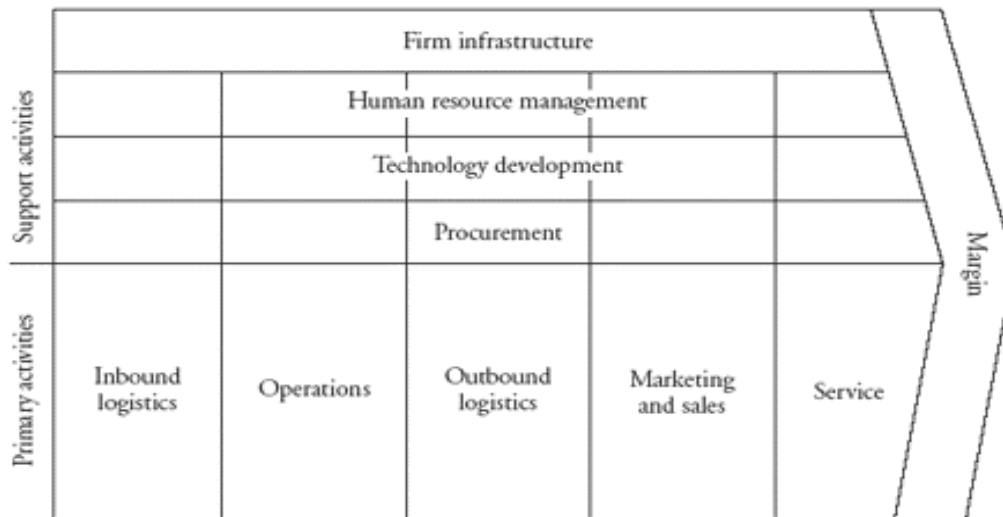 Firm infrastructure
Human resource management
Technology development
Procurement
Support activities
Margin
Primary activities
Inbound
logistics
Operations
Outbound
logistics
Marketing
and sales
Service